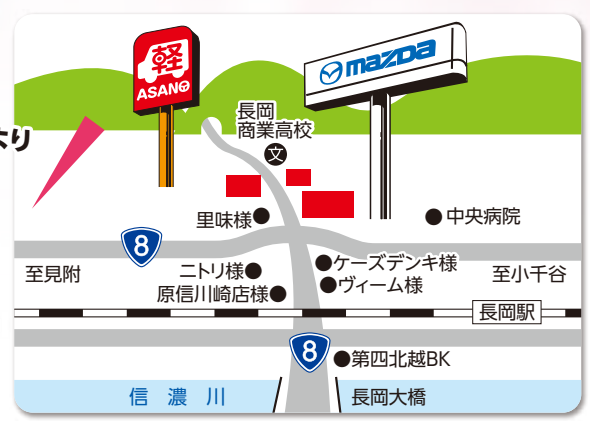 軽
ASANO
mazda
より
長岡
商業高校
文
里味様
中央病院
8
至見附
ニトリ様
ケーズデンキ様
至小千谷
原信川崎店様
ヴィーム様
長岡駅
8
第四北越BK
信濃川
長岡大橋